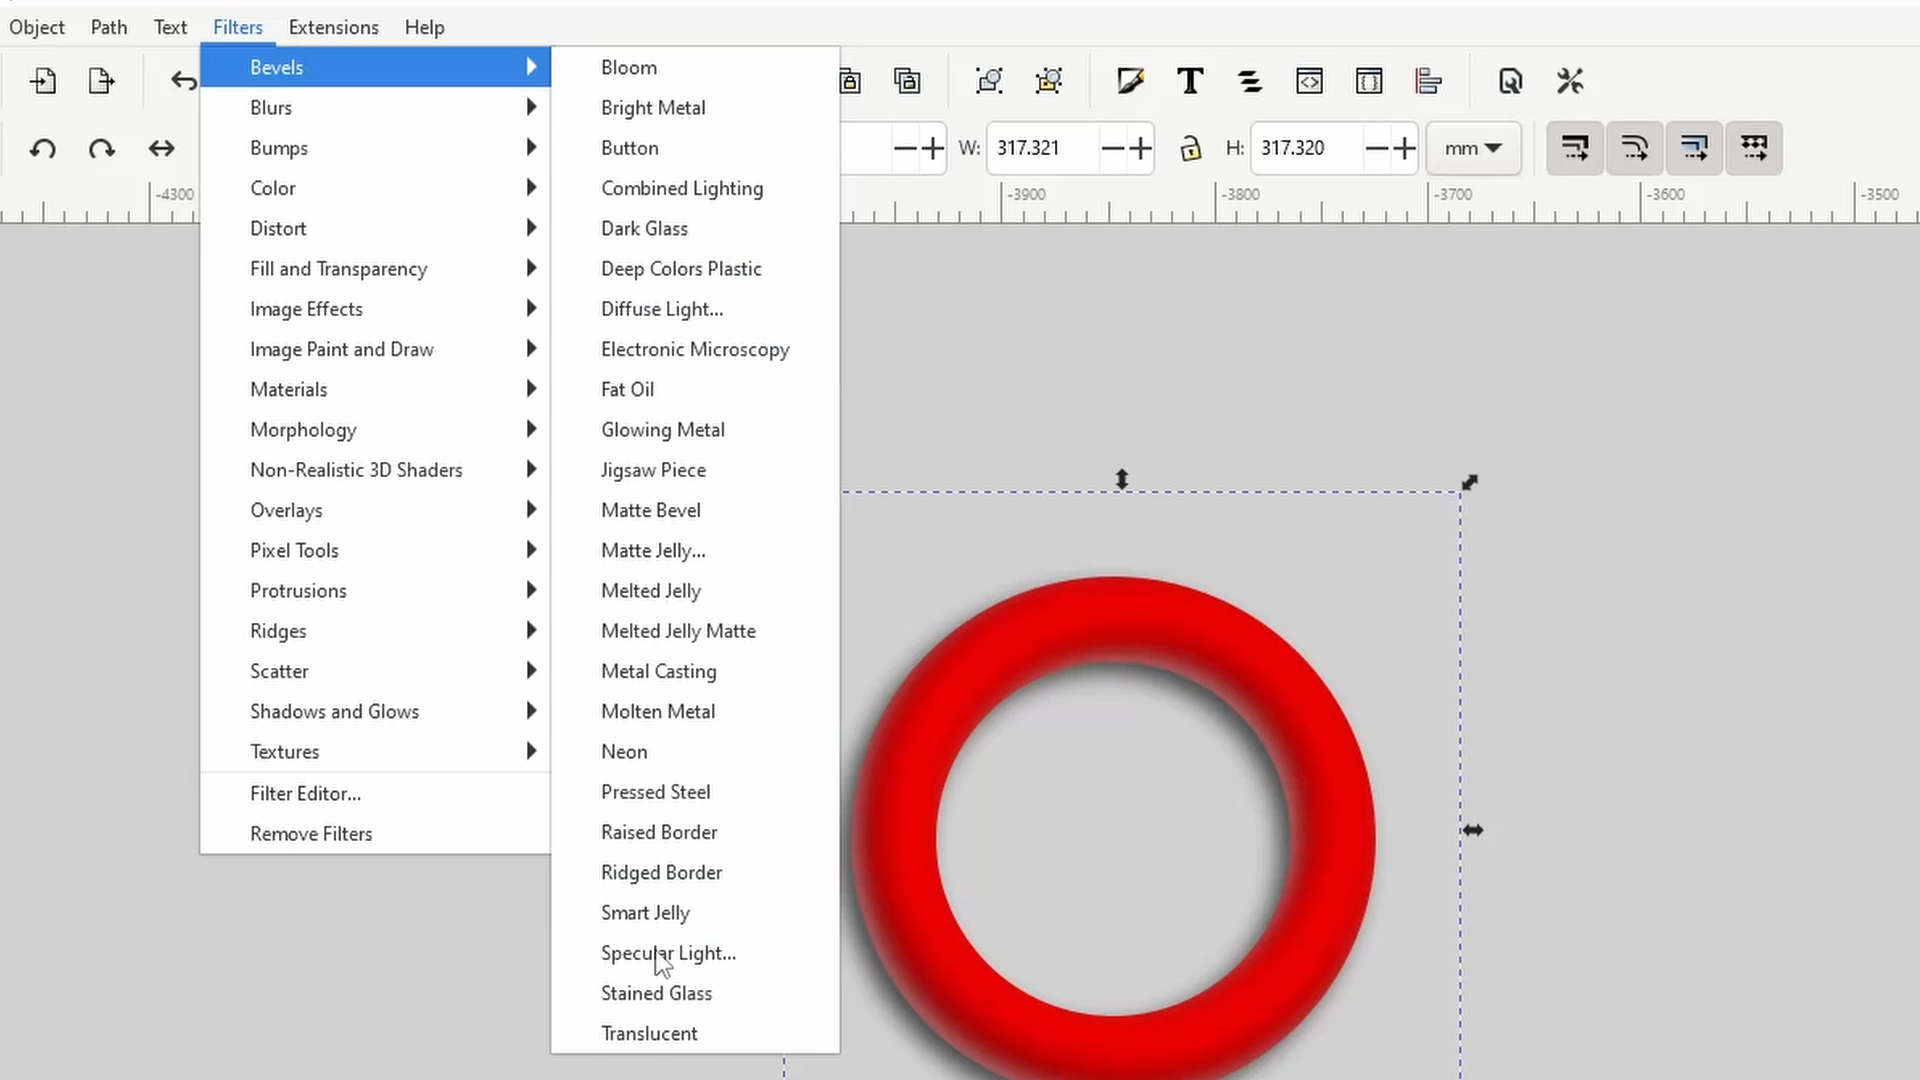 Object Path Text Filters Extensions Help
W: 317.321 H: 317.320 mm
-4300 -3900 -3800 -3700 -3600 -3500
Bevels
Blurs
Bumps
Color
Distort
Fill and Transparency
Image Effects
Image Paint and Draw
Materials
Morphology
Non-Realistic 3D Shaders
Overlays
Pixel Tools
Protrusions
Ridges
Scatter
Shadows and Glows
Textures
Filter Editor...
Remove Filters
Bloom
Bright Metal
Button
Combined Lighting
Dark Glass
Deep Colors Plastic
Diffuse Light...
Electronic Microscopy
Fat Oil
Glowing Metal
Jigsaw Piece
Matte Bevel
Matte Jelly...
Melted Jelly
Melted Jelly Matte
Metal Casting
Molten Metal
Neon
Pressed Steel
Raised Border
Ridged Border
Smart Jelly
Specular Light...
Stained Glass
Translucent